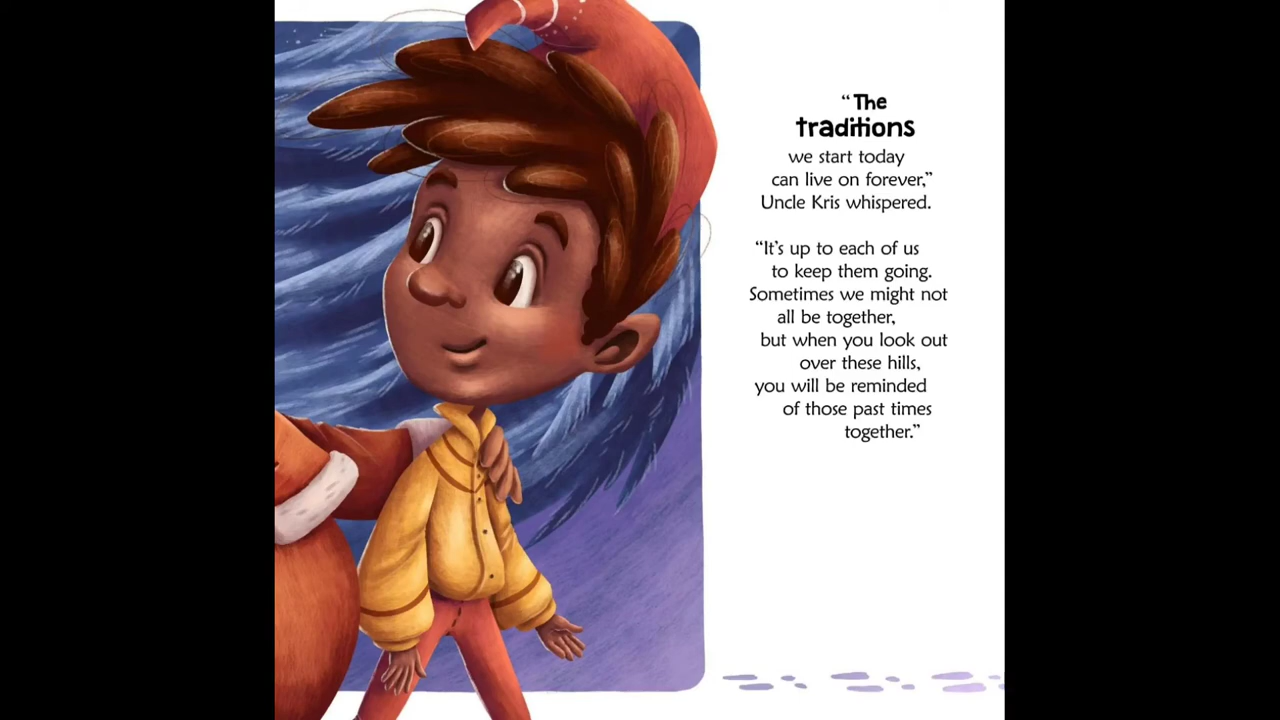 “The
traditions
we start today
can live on forever,”
Uncle Kris whispered.
“It’s up to each of us
to keep them going.
Sometimes we might not
all be together,
but when you look out
over these hills,
you will be reminded
of those past times
together.”